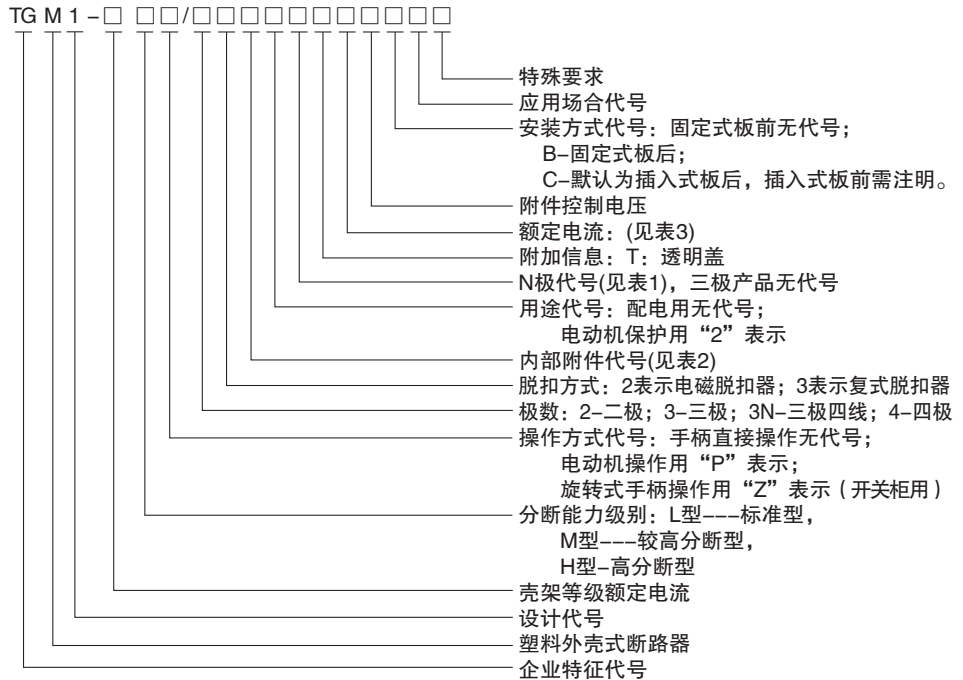 TG M 1 –□ □□/□□□□□□□□□□□
特殊要求
应用场合代号
安装方式代号：固定式板前无代号；
B–固定式板后；
C–默认为插入式板后，插入式板前需注明。
附件控制电压
额定电流：(见表3)
附加信息：T：透明盖
N极代号(见表1)，三极产品无代号
用途代号：配电用无代号；
电动机保护用“2”表示
内部附件代号(见表2)
脱扣方式：2表示电磁脱扣器；3表示复式脱扣器
极数：2–二极；3–三极；3N–三极四线；4–四极
操作方式代号：手柄直接操作无代号；
电动机操作用“P”表示；
旋转式手柄操作用“Z”表示（开关柜用）
分断能力级别：L型–––标准型，
M型–––较高分断型，
H型–高分断型
壳架等级额定电流
设计代号
塑料外壳式断路器
企业特征代号